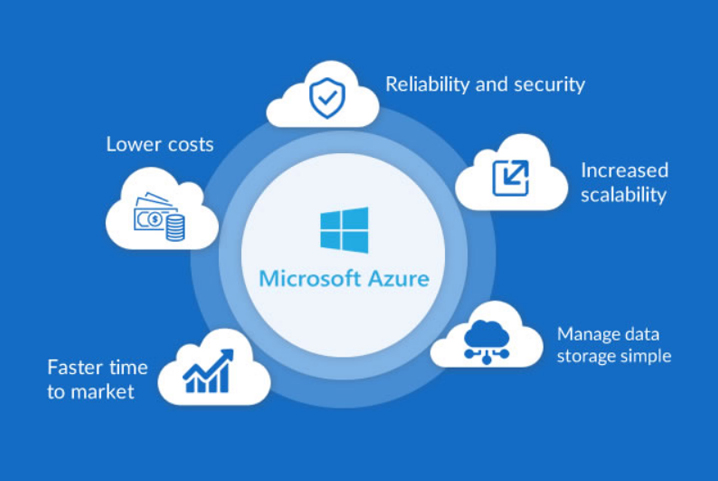 Reliability and security
Lower costs
Increased
scalability
Microsoft Azure
Manage data
storage simple
Faster time
to market